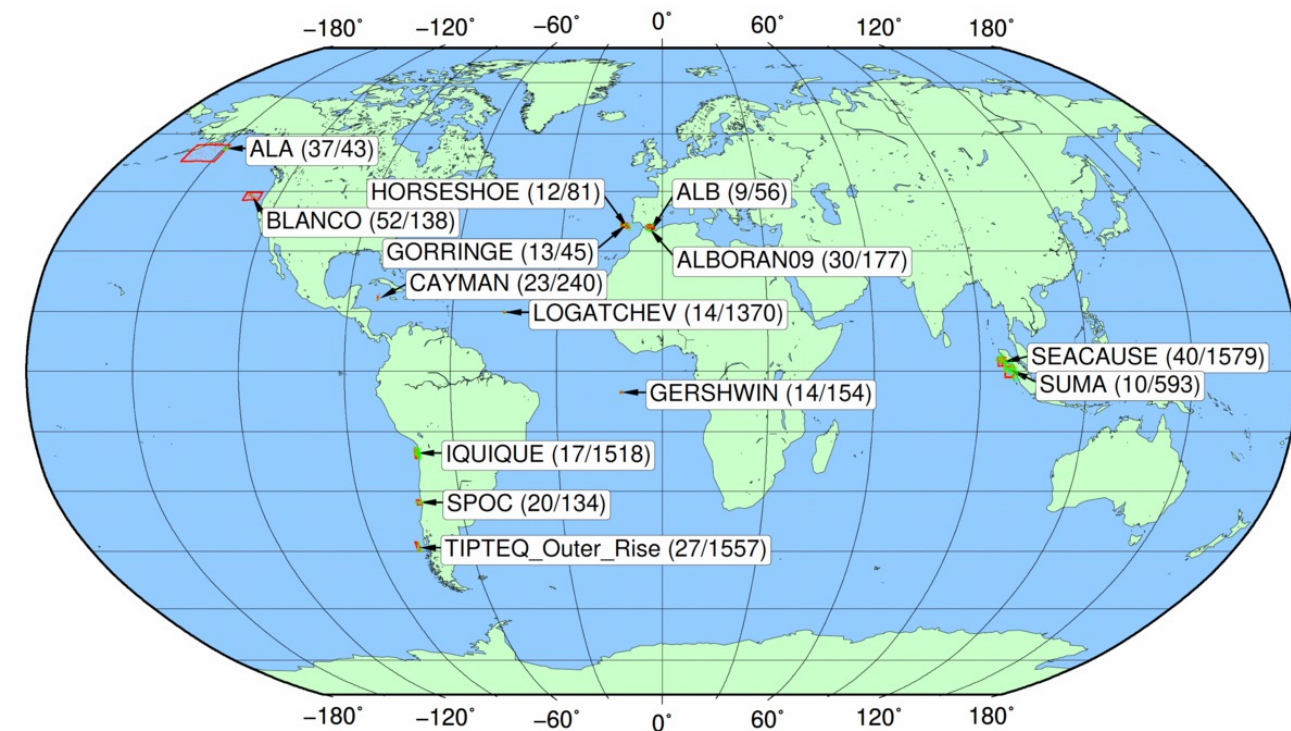 −180˚ −120˚ −60˚ 0˚ 60˚ 120˚ 180˚
ALA (37/43)
HORSESHOE (12/81)
ALB (9/56)
BLANCO (52/138)
GORRINGE (13/45)
ALBORAN09 (30/177)
CAYMAN (23/240)
LOGATCHEV (14/1370)
SEACAUSE (40/1579)
SUMA (10/593)
GERSHWIN (14/154)
IQUIQUE (17/1518)
SPOC (20/134)
TIPTEQ_Outer_Rise (27/1557)
−180˚ −120˚ −60˚ 0˚ 60˚ 120˚ 180˚